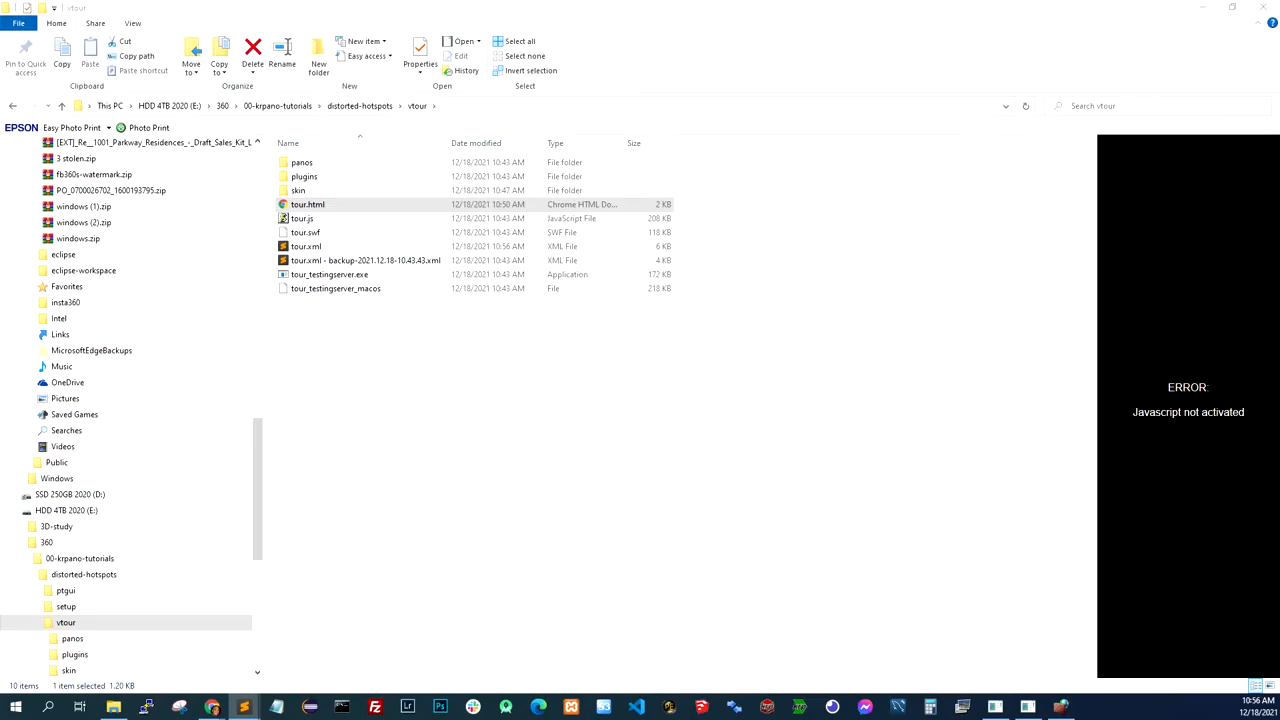 vtour
File Home Share View
Pin to Quick access
Copy
Paste
Cut
Copy path
Paste shortcut
Clipboard
Move to
Copy to
Delete
Rename
Organize
New folder
New item
Easy access
New
Properties
Open
Edit
History
Open
Select all
Select none
Invert selection
Select
This PC HDD 4TB 2020 (E:) 360 00-krpano-tutorials distorted-hotspots vtour
Search vtour
EPSON Easy Photo Print Photo Print
[EXT]_Re__1001_Parkway_Residences_-_Draft_Sales_Kit_L
3 stolen.zip
fb360s-watermark.zip
PO_0700026702_1600193795.zip
windows (1).zip
windows (2).zip
windows.zip
eclipse
eclipse-workspace
Favorites
insta360
Intel
Links
MicrosoftEdgeBackups
Music
OneDrive
Pictures
Saved Games
Searches
Videos
Public
Windows
SSD 250GB 2020 (D:)
HDD 4TB 2020 (E:)
3D-study
360
00-krpano-tutorials
distorted-hotspots
ptgui
setup
vtour
panos
plugins
skin
Name Date modified Type Size
panos 12/18/2021 10:43 AM File folder
plugins 12/18/2021 10:43 AM File folder
skin 12/18/2021 10:47 AM File folder
tour.html 12/18/2021 10:50 AM Chrome HTML Do... 2 KB
tour.js 12/18/2021 10:43 AM JavaScript File 208 KB
tour.swf 12/18/2021 10:43 AM SWF File 118 KB
tour.xml 12/18/2021 10:56 AM XML File 6 KB
tour.xml - backup-2021.12.18-10.43.43.xml 12/18/2021 10:43 AM XML File 4 KB
tour_testingserver.exe 12/18/2021 10:43 AM Application 172 KB
tour_testingserver_macos 12/18/2021 10:43 AM File 218 KB
ERROR:
Javascript not activated
10 items 1 item selected 1.20 KB
10:56 AM
12/18/2021